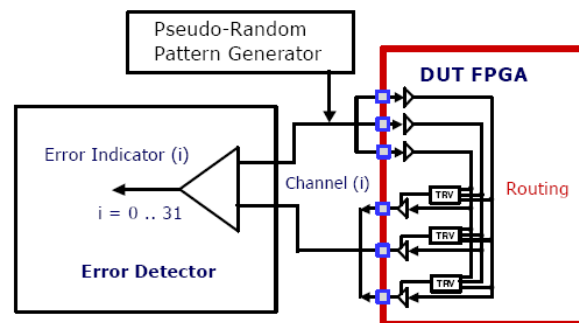 Pseudo-Random
Pattern Generator
DUT FPGA
Error Indicator (i)
Channel (i)
i = 0 .. 31
Error Detector
TRV
Routing
TRV
TRV